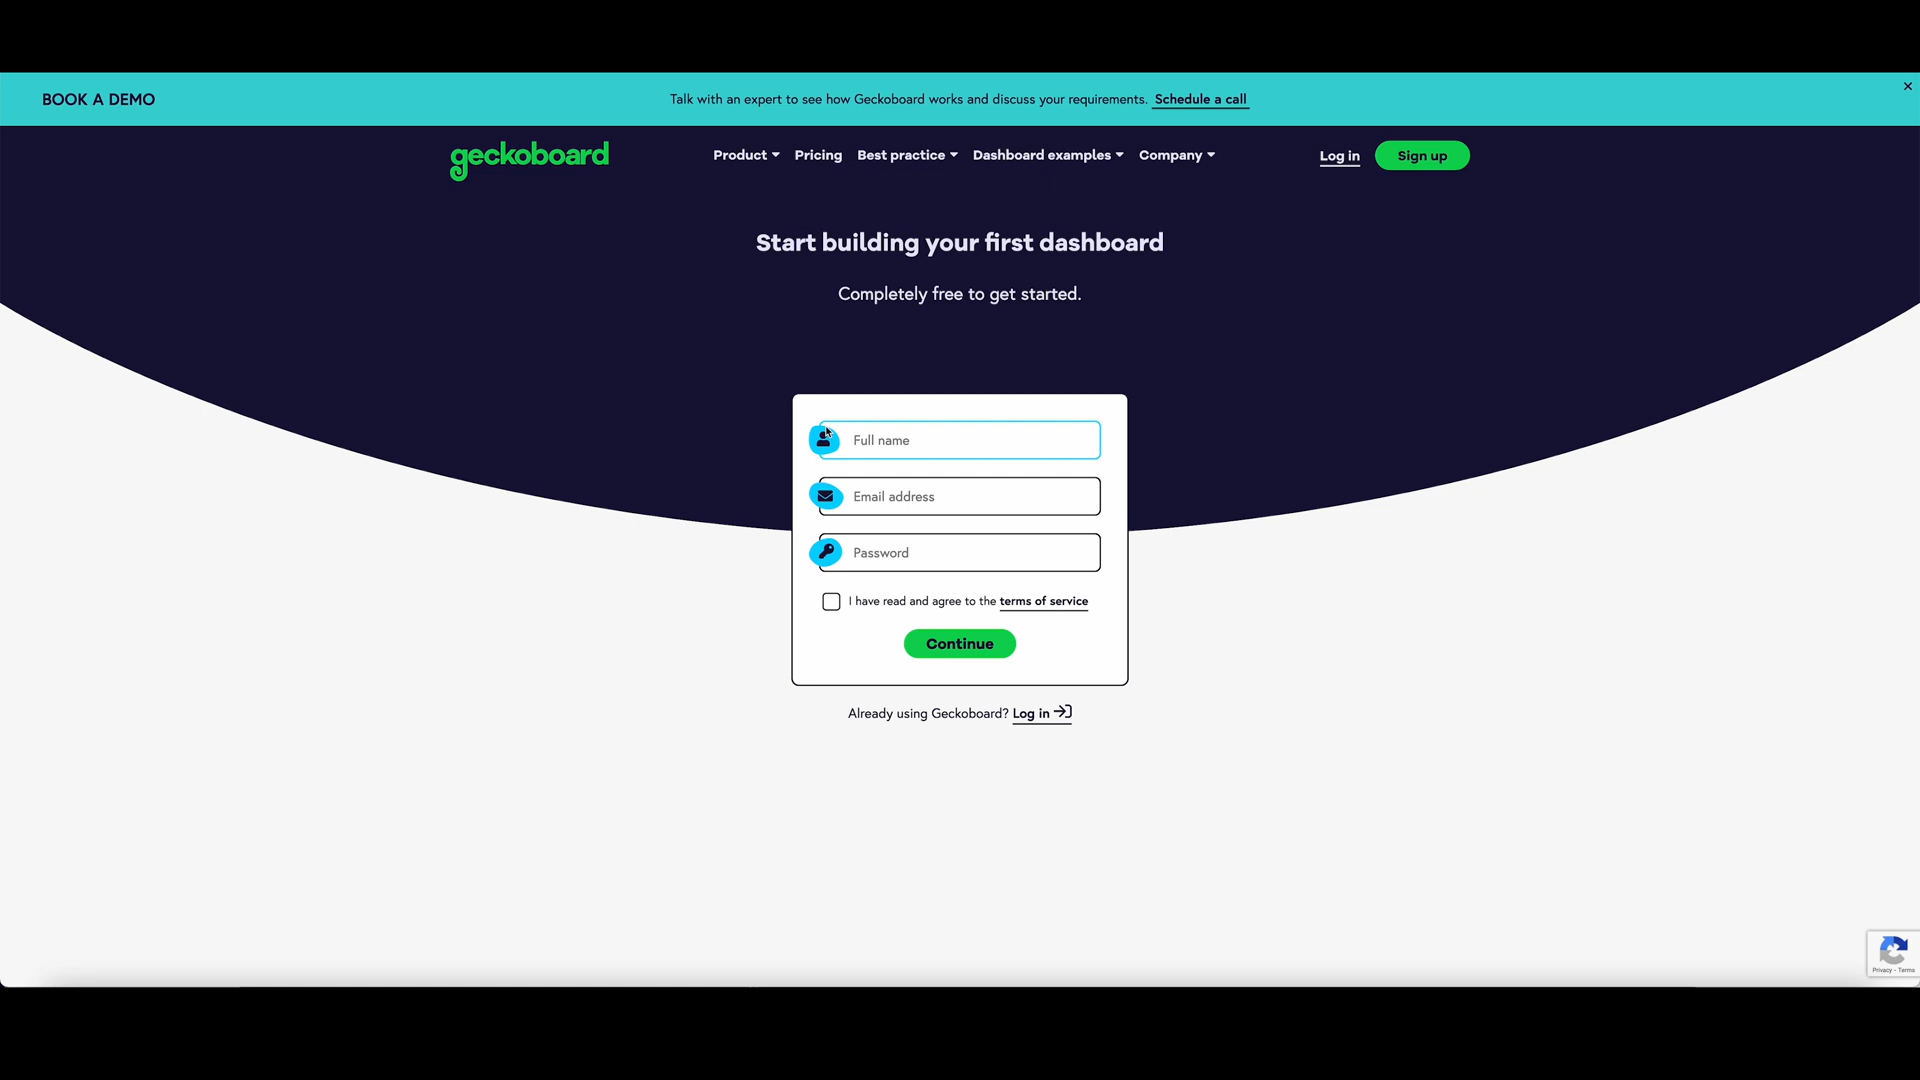 BOOK A DEMO
Talk with an expert to see how Geckoboard works and discuss your requirements. Schedule a call
geckoboard
Product Pricing Best practice Dashboard examples Company Log in Sign up
Start building your first dashboard
Completely free to get started.
Full name
Email address
Password
I have read and agree to the terms of service
Continue
Already using Geckoboard? Log in
Privacy - Terms